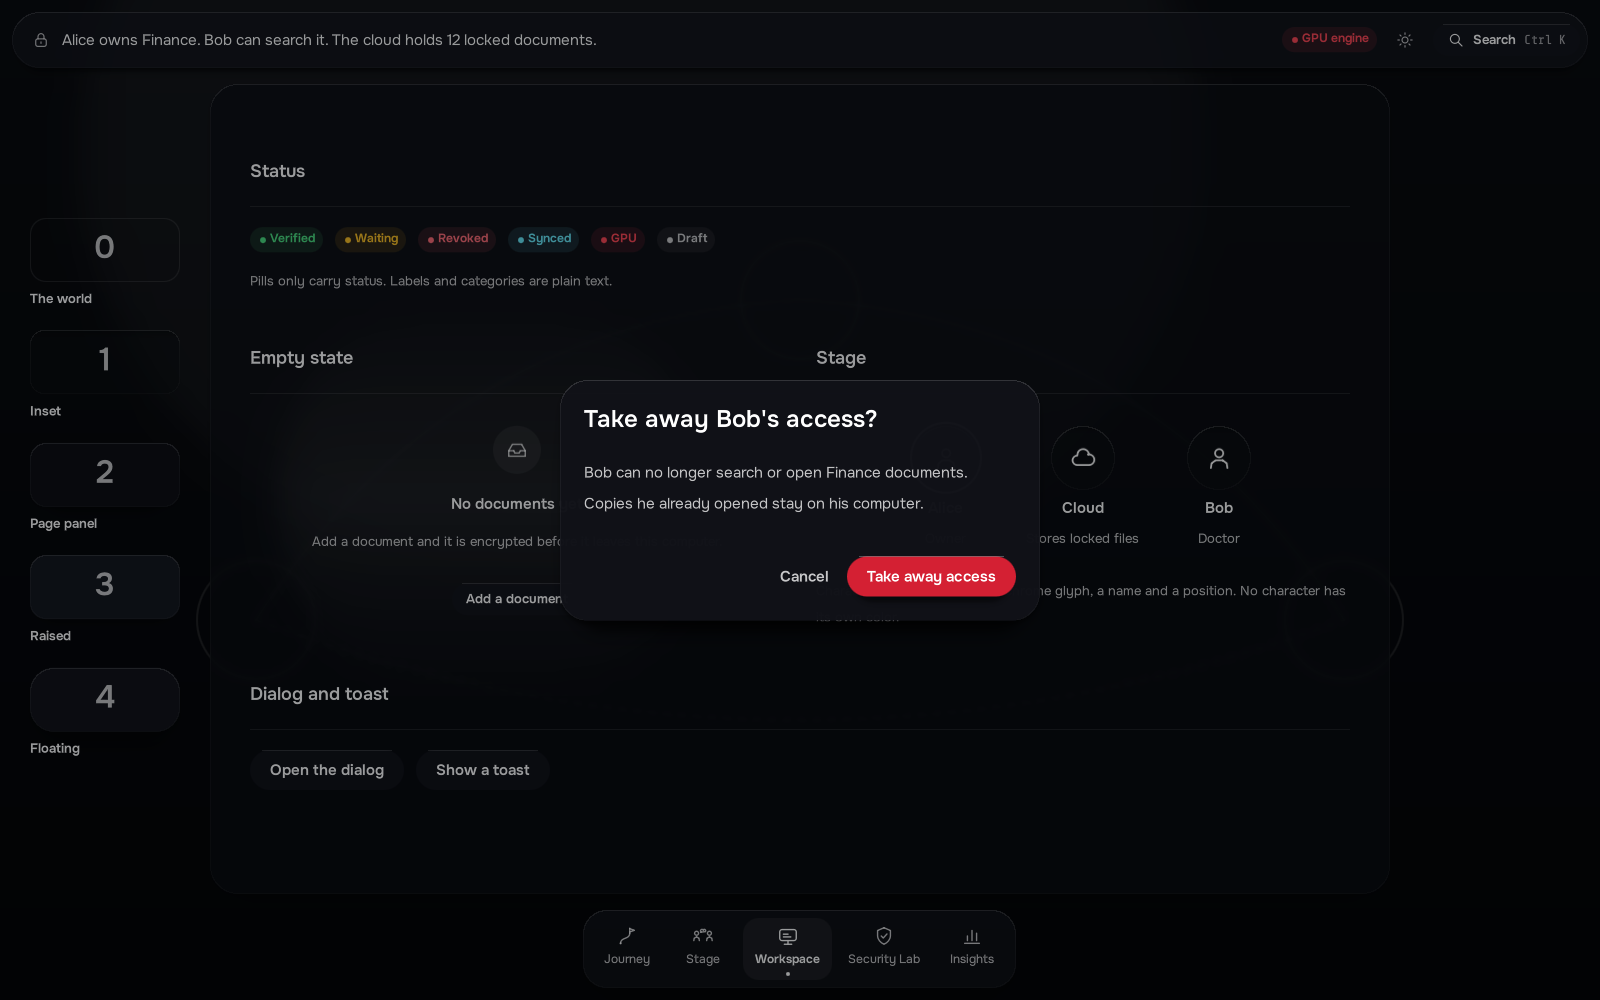 Alice owns Finance. Bob can search it. The cloud holds 12 locked documents.
GPU engine
Search Ctrl K
Status
Verified
Waiting
Revoked
Synced
GPU
Draft
Pills only carry status. Labels and categories are plain text.
0
The world
1
Inset
2
Page panel
3
Raised
4
Floating
Empty state
Stage
No documents
Add a document and it is encrypted
Add a
Cloud
locked files
Bob
Doctor
glyph, a name and a position. No character has
Take away Bob's access?
Bob can no longer search or open Finance documents.
Copies he already opened stay on his computer.
Cancel
Take away access
Dialog and toast
Open the dialog
Show a toast
Journey
Stage
Workspace
Security Lab
Insights